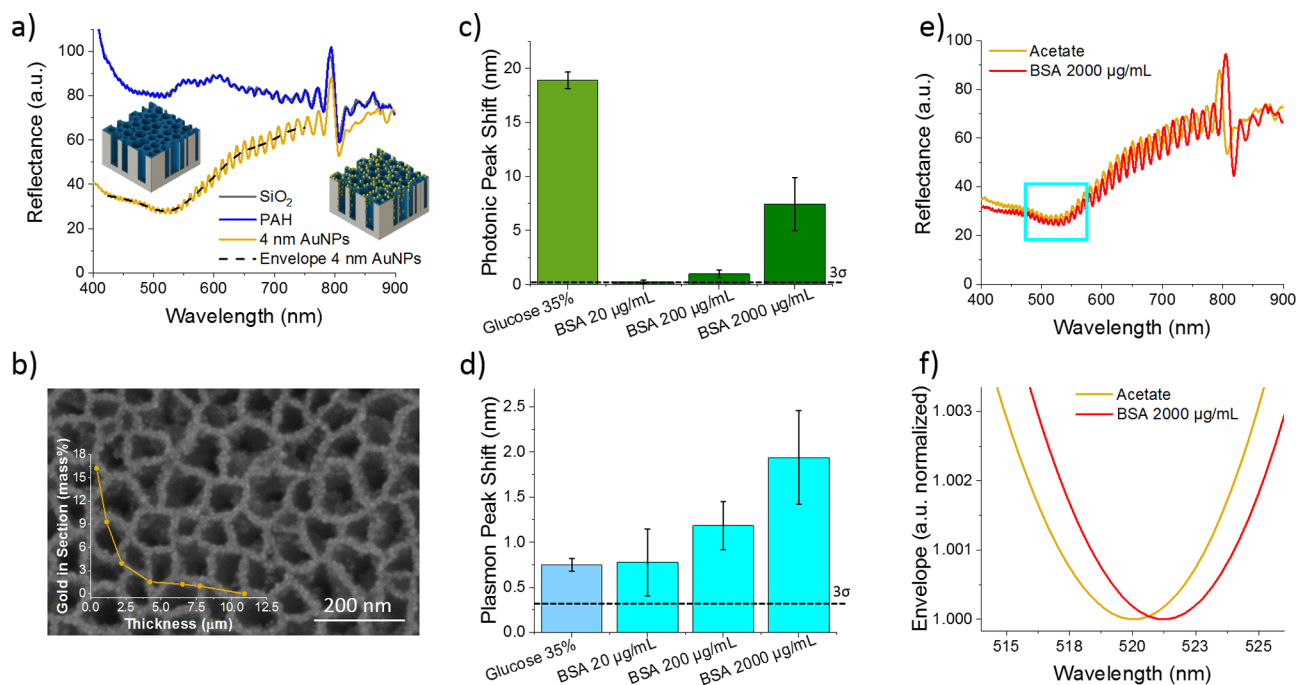 a)
Reflectance (a.u.)
100
80
60
40
20
0
400 500 600 700 800 900
Wavelength (nm)
SiO₂
PAH
4 nm AuNPs
Envelope 4 nm AuNPs
b)
Gold in Section (mass%)
18
15
12
9
6
3
0
0.0 2.5 5.0 7.5 10.0 12.5
Thickness (μm)
200 nm
c)
Photonic Peak Shift (nm)
20
15
10
5
0
3σ
Glucose 35%
BSA 20 µg/mL
BSA 200 µg/mL
BSA 2000 µg/mL
d)
Plasmon Peak Shift (nm)
2.5
2.0
1.5
1.0
0.5
0.0
3σ
Glucose 35%
BSA 20 µg/mL
BSA 200 µg/mL
BSA 2000 µg/mL
e)
Reflectance (a.u.)
100
80
60
40
20
0
Acetate
BSA 2000 µg/mL
400 500 600 700 800 900
Wavelength (nm)
f)
Envelope (a.u. normalized)
1.003
1.002
1.001
1.000
Acetate
BSA 2000 µg/mL
515 518 520 523 525
Wavelength (nm)